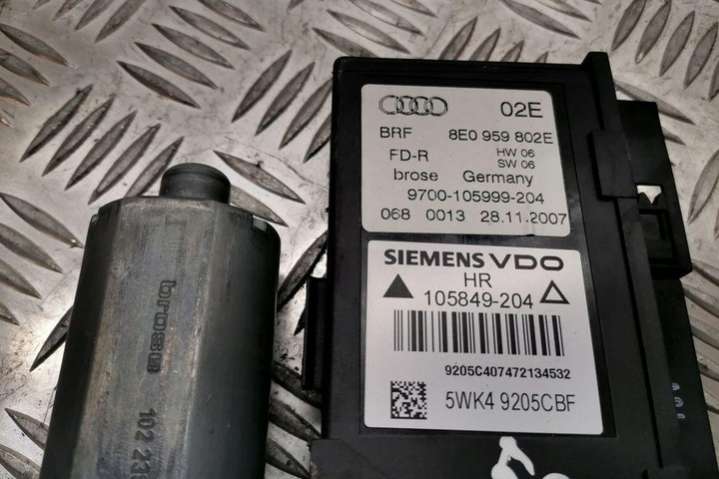 02E
BRF 8E0 959 802E
FD-R HW 06
SW 06
brose Germany
9700-105999-204
068 0013 28.11.2007
SIEMENS VDO
HR
105849-204
9205C407472134532
5WK4 9205CBF
brose 102 23